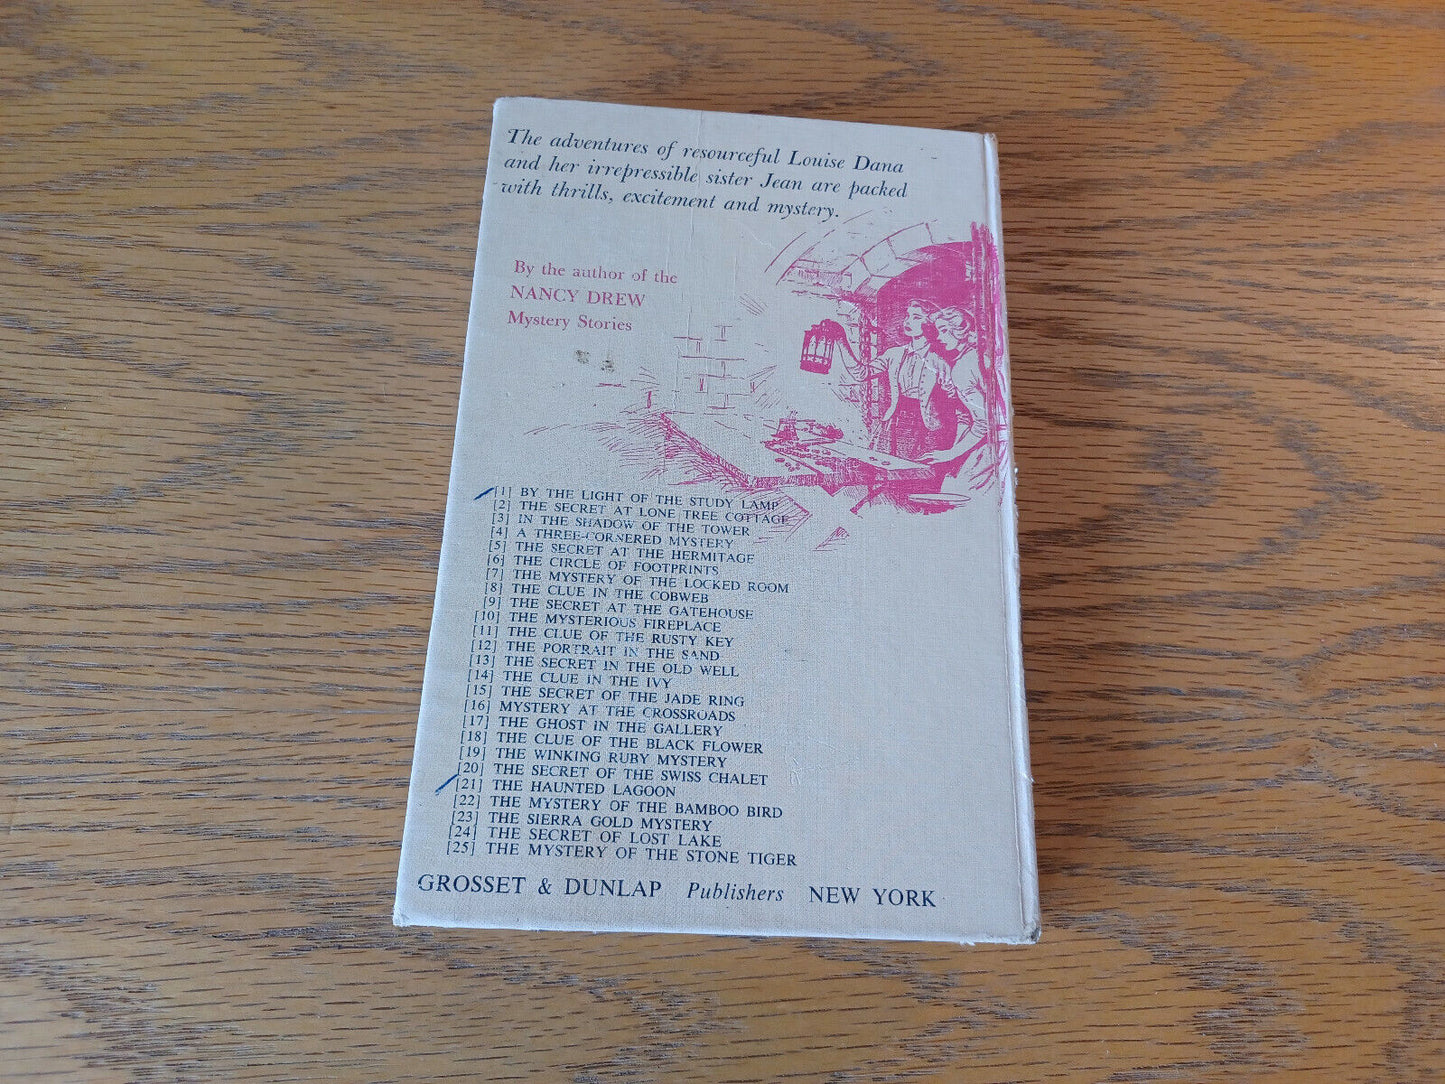 The adventures of resourceful Louise Dana
and her irrepressible sister Jean are packed
with thrills, excitement and mystery.
By the author of the
NANCY DREW
Mystery Stories
[1] BY THE LIGHT OF THE STUDY LAMP
[2] THE SECRET AT LONE TREE COTTAGE
[3] IN THE SHADOW OF THE TOWER
[4] A THREE-CORNERED MYSTERY
[5] THE SECRET AT THE HERMITAGE
[6] THE CIRCLE OF FOOTPRINTS
[7] THE MYSTERY OF THE LOCKED ROOM
[8] THE CLUE IN THE COBWEB
[9] THE SECRET AT THE GATEHOUSE
[10] THE MYSTERIOUS FIREPLACE
[11] THE CLUE OF THE RUSTY KEY
[12] THE PORTRAIT IN THE SAND
[13] THE SECRET IN THE OLD WELL
[14] THE CLUE IN THE IVY
[15] THE SECRET OF THE JADE RING
[16] MYSTERY AT THE CROSSROADS
[17] THE GHOST IN THE GALLERY
[18] THE CLUE OF THE BLACK FLOWER
[19] THE WINKING RUBY MYSTERY
[20] THE SECRET OF THE SWISS CHALET
[21] THE HAUNTED LAGOON
[22] THE MYSTERY OF THE BAMBOO BIRD
[23] THE SIERRA GOLD MYSTERY
[24] THE SECRET OF LOST LAKE
[25] THE MYSTERY OF THE STONE TIGER
GROSSET & DUNLAP Publishers NEW YORK